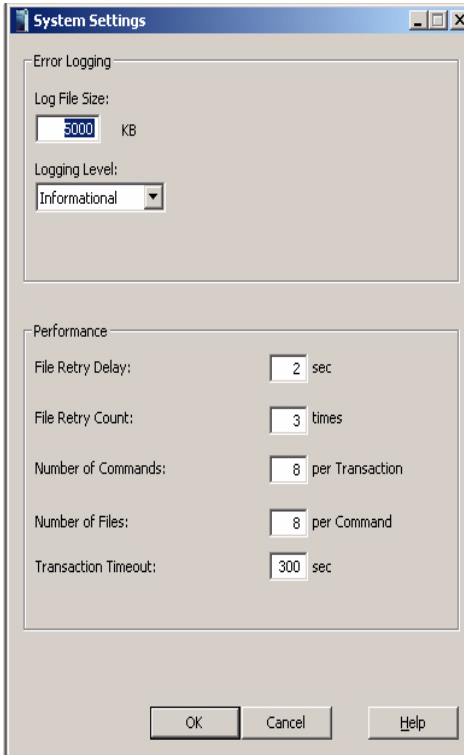 System Settings
Error Logging
Log File Size:
5000 KB
Logging Level:
Informational
Performance
File Retry Delay: 2 sec
File Retry Count: 3 times
Number of Commands: 8 per Transaction
Number of Files: 8 per Command
Transaction Timeout: 300 sec
OK Cancel Help